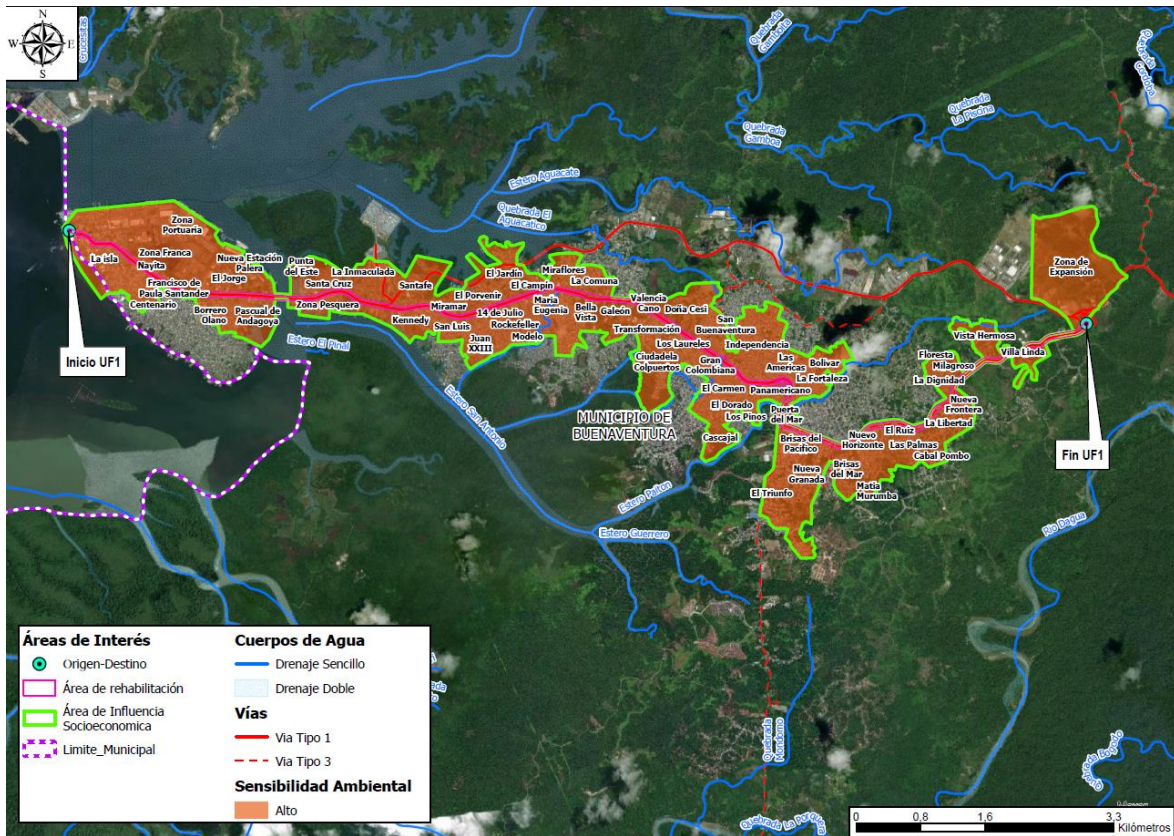 N
W E
S
Crucesitas
Quebrada
Gamboita
Quebrada
La Piscina
Quebrada
Gamboa
Estero Aguacate
Quebrada El
Aguacatico
Zona
Portuaria
La isla
Zona Franca
Nayita
Nueva Estación
Palera
El Jorge
Francisco de
Paula Santander
Centenario
Borrero
Olano
Pascual de
Andagoya
Punta
del Este
Santa Cruz
La Inmaculada
Santafe
Zona Pesquera
Kennedy
Miramar
San Luis
El Jardín
El Porvenir
El Campín
14 de Julio
Rockefeller
Juan
XXIII
Modelo
Miraflores
La Comuna
Maria
Eugenia
Bella
Vista
Galeón
Valencia
Cano
Doña Cesi
San
Buenaventura
Transformación
Independencia
Los Laureles
Ciudadela
Colpuertos
Gran
Colombiana
Las
Americas
Bolivar
La Fortaleza
El Carmen
Panamericano
El Dorado
Los Pinos
Puerta
del Mar
Cascajal
Brisas del
Pacifico
Nuevo
Horizonte
El Ruiz
Las Palmas
Cabal Pombo
Nueva
Granada
Brisas
del Mar
El Triunfo
Matia
Murumba
Floresta
Milagroso
La Dignidad
Nueva
Frontera
La Libertad
Vista Hermosa
Villa Linda
Zona de
Expansión
Inicio UF1
Fin UF1
MUNICIPIO DE
BUENAVENTURA
Estero El Pinal
Estero San Antonio
Estero Pailon
Estero Guerrero
Rio Dagua
Quebrada
Mondomo
Áreas de Interés
Origen-Destino
Área de rehabilitación
Área de Influencia
Socioeconomica
Limite_Municipal
Cuerpos de Agua
Drenaje Sencillo
Drenaje Doble
Vías
Via Tipo 1
Via Tipo 3
Sensibilidad Ambiental
Alto
0 0,8 1,6 3,3
Kilómetros